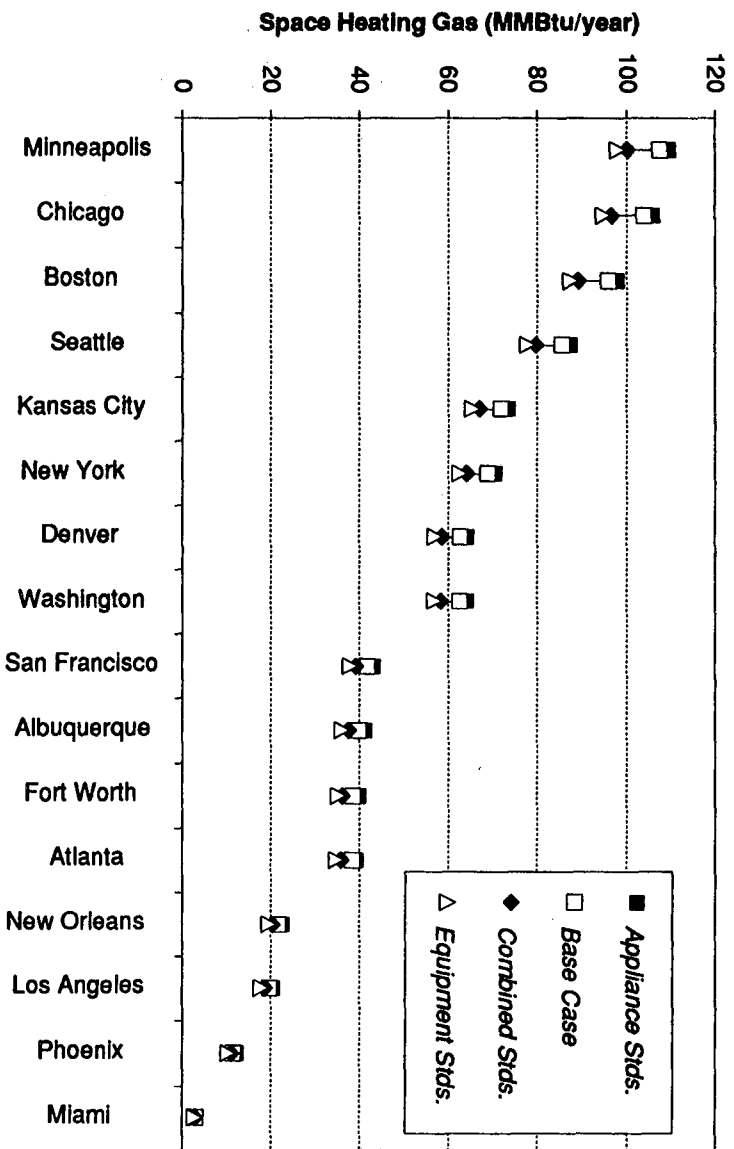 Space Heating Gas (MMBtu/year)
0
20
40
60
80
100
120
Minneapolis
Chicago
Boston
Seattle
Kansas City
New York
Denver
Washington
San Francisco
Albuquerque
Fort Worth
Atlanta
New Orleans
Los Angeles
Phoenix
Miami
Appliance Stds.
Base Case
Combined Stds.
Equipment Stds.